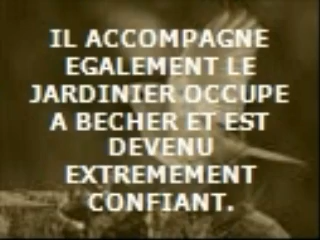 IL ACCOMPAGNE
EGALEMENT LE
JARDINIER OCCUPE
A BECHER ET EST
DEVENU
EXTREMEMENT
CONFIANT.